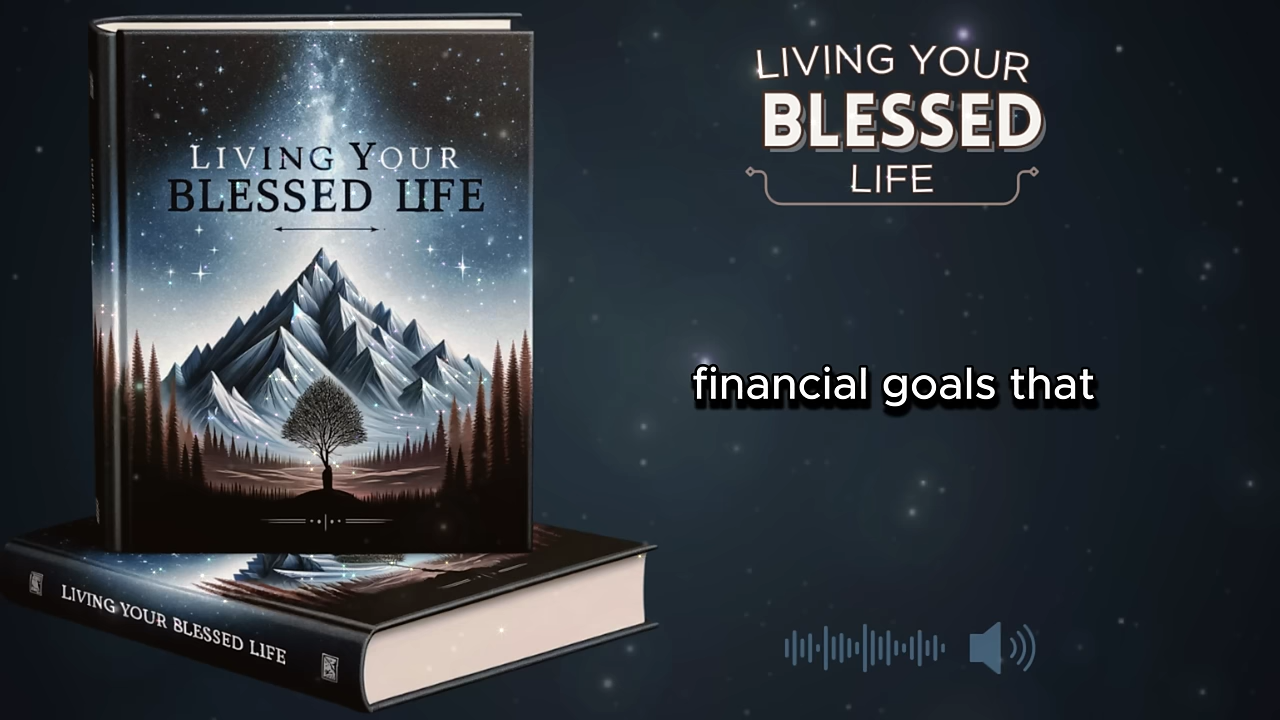 LIVING YOUR
BLESSED LIFE
LIVING YOUR BLESSED LIFE
LIVING YOUR
BLESSED
LIFE
financial goals that